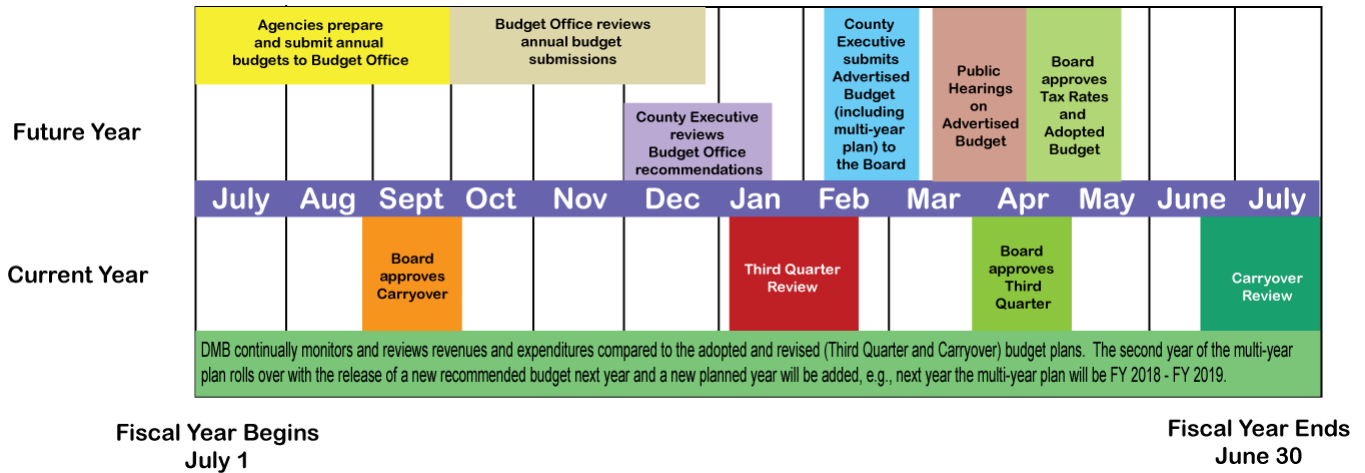 Agencies prepare
and submit annual
budgets to Budget Office
Budget Office reviews
annual budget
submissions
County
Executive
submits
Advertised
Budget
(including
multi-year
plan) to
the Board
Public
Hearings
on
Advertised
Budget
Board
approves
Tax Rates
and
Adopted
Budget
Future Year
County Executive
reviews
Budget Office
recommendations
July Aug Sept Oct Nov Dec Jan Feb Mar Apr May June July
Current Year
Board
approves
Carryover
Third Quarter
Review
Board
approves
Third
Quarter
Carryover
Review
DMB continually monitors and reviews revenues and expenditures compared to the adopted and revised (Third Quarter and Carryover) budget plans. The second year of the multi-year
plan rolls over with the release of a new recommended budget next year and a new planned year will be added, e.g., next year the multi-year plan will be FY 2018 - FY 2019.
Fiscal Year Begins
July 1
Fiscal Year Ends
June 30